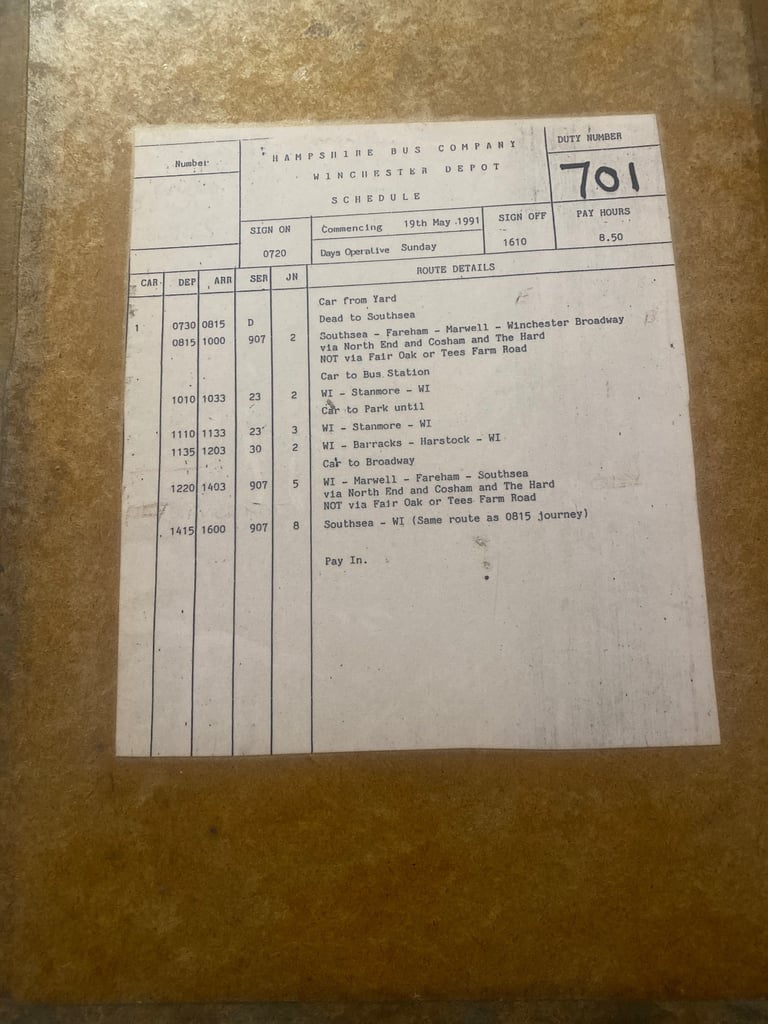 Number
HAMPSHIRE BUS COMPANY
WINCHESTER DEPOT
SCHEDULE
DUTY NUMBER
701
SIGN ON
0720
Commencing 19th May 1991
Days Operative Sunday
SIGN OFF
1610
PAY HOURS
8.50
CAR DEP ARR SER JN ROUTE DETAILS
Car from Yard
1 0730 0815 D Dead to Southsea
0815 1000 907 2 Southsea - Fareham - Marwell - Winchester Broadway
via North End and Cosham and The Hard
NOT via Fair Oak or Tees Farm Road
Car to Bus Station
1010 1033 23 2 WI - Stanmore - WI
Car to Park until
1110 1133 23 3 WI - Stanmore - WI
1135 1203 30 2 WI - Barracks - Harstock - WI
Car to Broadway
1220 1403 907 5 WI - Marwell - Fareham - Southsea
via North End and Cosham and The Hard
NOT via Fair Oak or Tees Farm Road
1415 1600 907 8 Southsea - WI (Same route as 0815 journey)
Pay In.